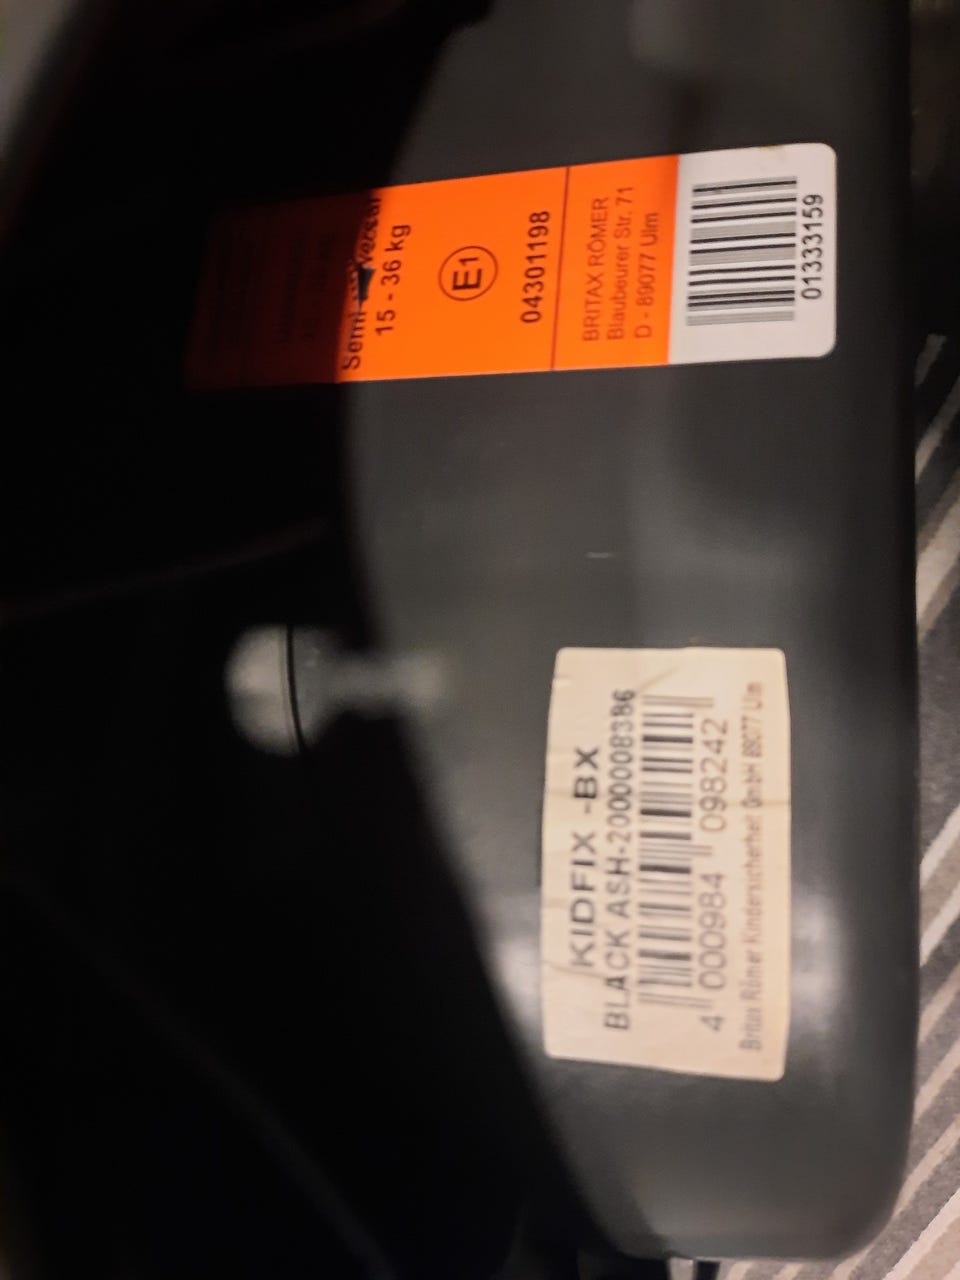 Semi
15 - 36 kg
E1
04301198
BRITAX RÖMER
Blaubeurer Str. 71
D - 89077 Ulm
01333159
KIDFIX -BX
BLACK ASH-2000008386
4 000984 098242
Britax Römer Kindersicherheit GmbH 89077 Ulm